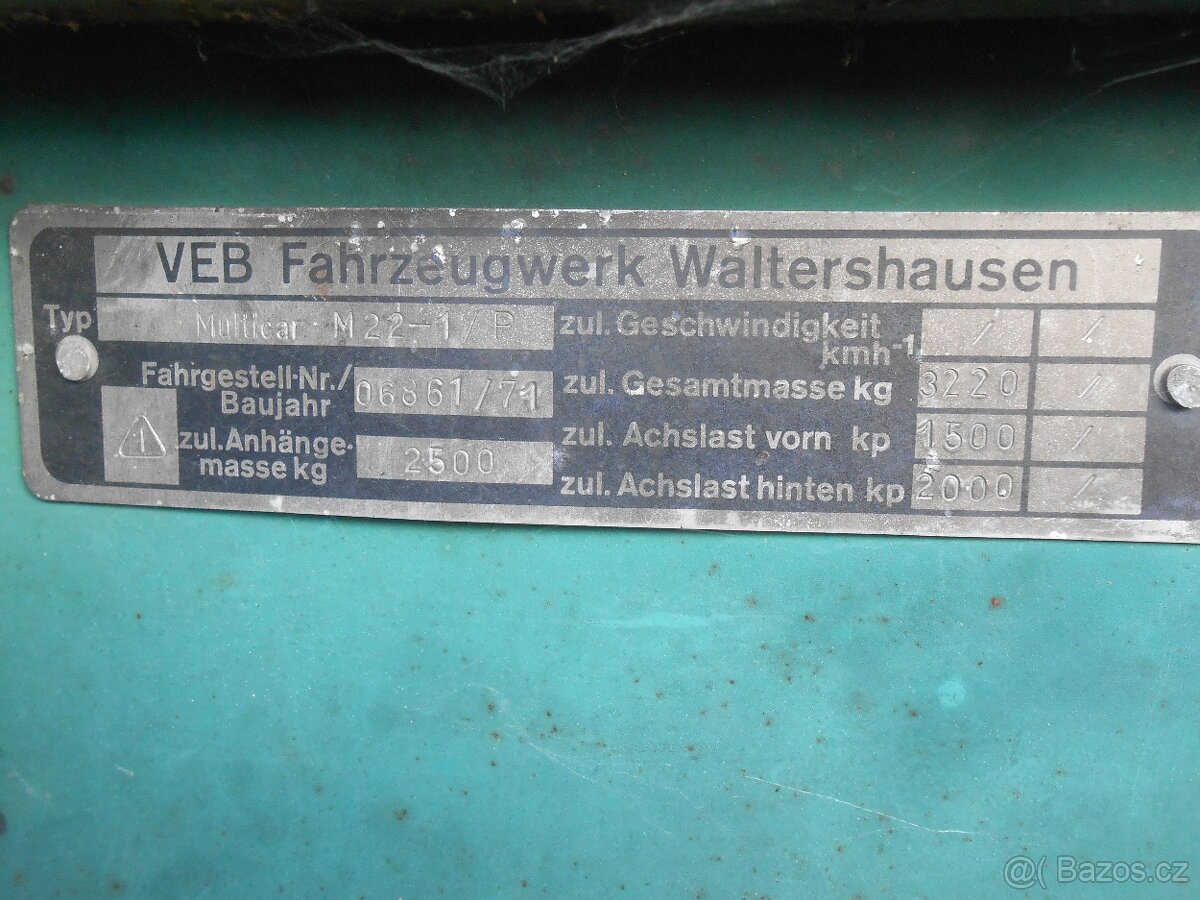 VEB Fahrzeugwerk Waltershausen
Typ Multicar M22-1/P
Fahrgestell-Nr./
Baujahr 06861/71
1
zul. Anhänge-
masse kg 2500
zul. Geschwindigkeit
kmh-1 / /
zul. Gesamtmasse kg 3220 /
zul. Achslast vorn kp 1500 /
zul. Achslast hinten kp 2000 /
@( Bazos.cz